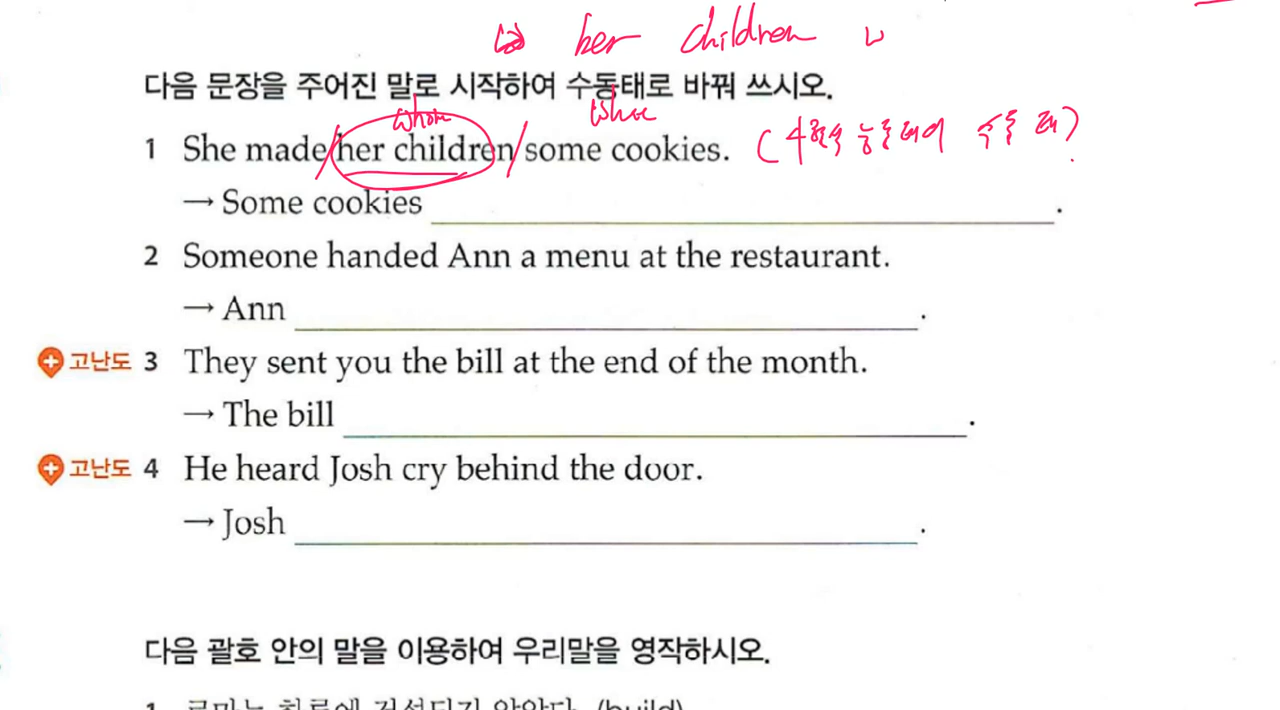 her children
다음 문장을 주어진 말로 시작하여 수동태로 바꿔 쓰시오.
whom
1 She made/her children/some cookies.
→ Some cookies .
2 Someone handed Ann a menu at the restaurant.
→ Ann .
고난도 3 They sent you the bill at the end of the month.
→ The bill .
고난도 4 He heard Josh cry behind the door.
→ Josh .
다음 괄호 안의 말을 이용하여 우리말을 영작하시오.